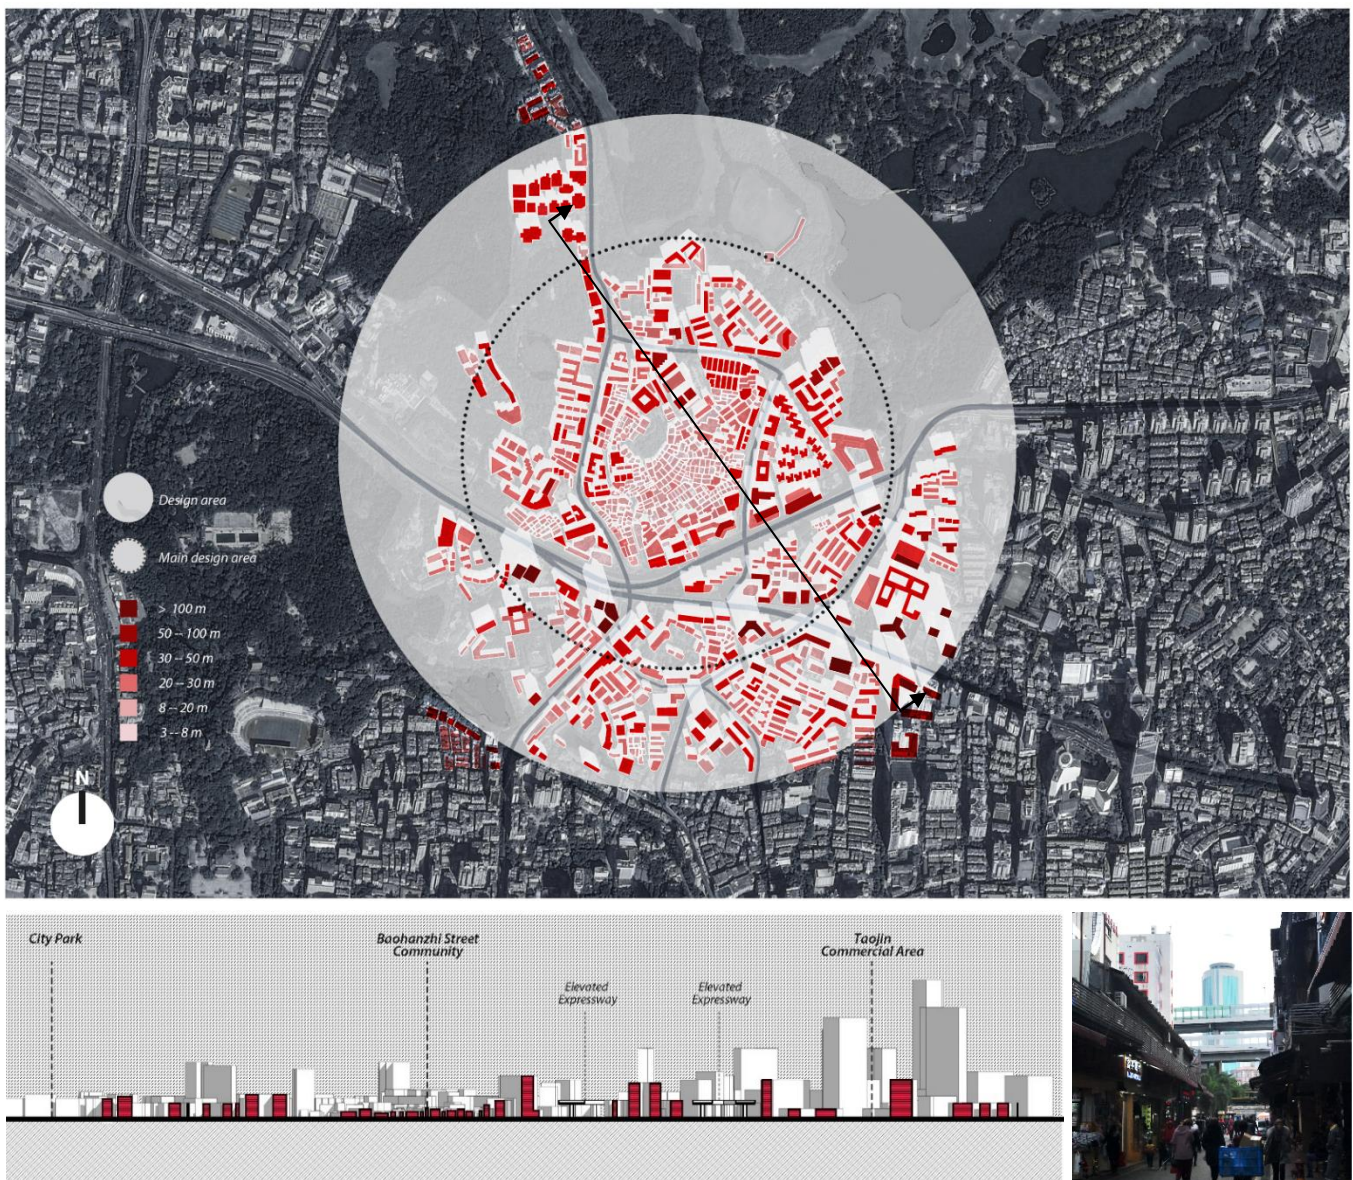 Design area
Main design area
> 100 m
50 – 100 m
30 – 50 m
20 – 30 m
8 – 20 m
3 – 8 m
N
City Park
Baohanzhi Street
Community
Taojin
Commercial Area
Elevated
Expressway
Elevated
Expressway